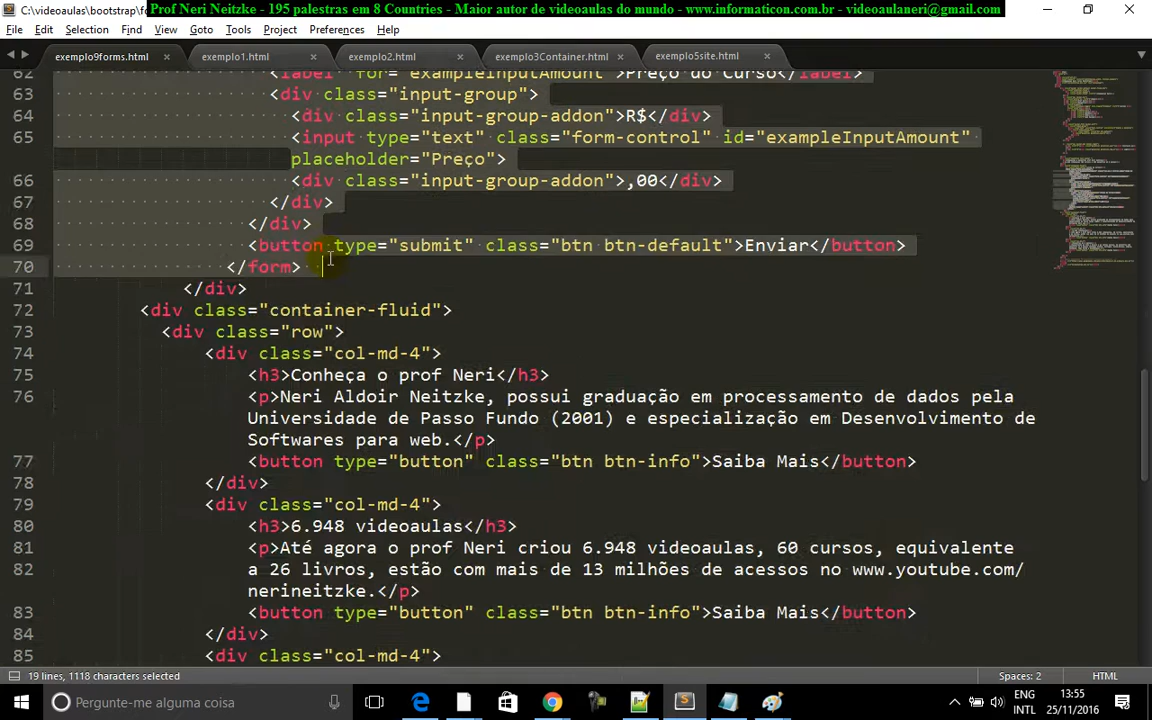 C:\videoaulas\bootstrap\fo
Prof Neri Neitzke - 195 palestras em 8 Countries - Maior autor de videoaulas do mundo - www.informaticon.com.br - videoaulaneri@gmail.com
File Edit Selection Find View Goto Tools Project Preferences Help
exemplo9forms.html × exemplo1.html × exemplo2.html × exemplo3Container.html × exemplo5site.html ×
62 <label for="exampleInputAmount">Preço do Curso</label>
63 <div class="input-group">
64 <div class="input-group-addon">R$</div>
65 <input type="text" class="form-control" id="exampleInputAmount"
placeholder="Preço">
66 <div class="input-group-addon">,00</div>
67 </div>
68 </div>
69 <button type="submit" class="btn btn-default">Enviar</button>
70 </form>
71 </div>
72 <div class="container-fluid">
73 <div class="row">
74 <div class="col-md-4">
75 <h3>Conheça o prof Neri</h3>
76 <p>Neri Aldoir Neitzke, possui graduação em processamento de dados pela
Universidade de Passo Fundo (2001) e especialização em Desenvolvimento de
Softwares para web.</p>
77 <button type="button" class="btn btn-info">Saiba Mais</button>
78 </div>
79 <div class="col-md-4">
80 <h3>6.948 videoaulas</h3>
81 <p>Até agora o prof Neri criou 6.948 videoaulas, 60 cursos, equivalente
82 a 26 livros, estão com mais de 13 milhões de acessos no www.youtube.com/
nerineitzke.</p>
83 <button type="button" class="btn btn-info">Saiba Mais</button>
84 </div>
85 <div class="col-md-4">
19 lines, 1118 characters selected Spaces: 2 HTML
Pergunte-me alguma coisa ENG 13:55
INTL 25/11/2016